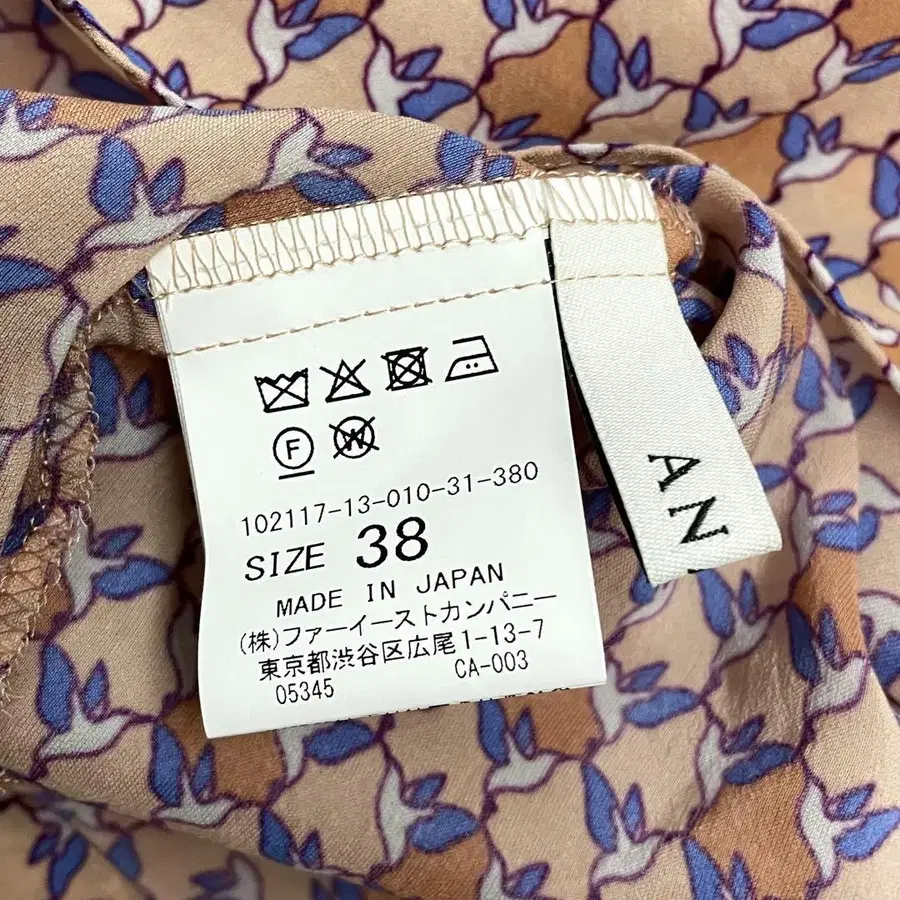 F
W
102117-13-010-31-380
SIZE 38
MADE IN JAPAN
(株)ファーイーストカンパニー
東京都渋谷区広尾1-13-7
05345 CA-003
AN